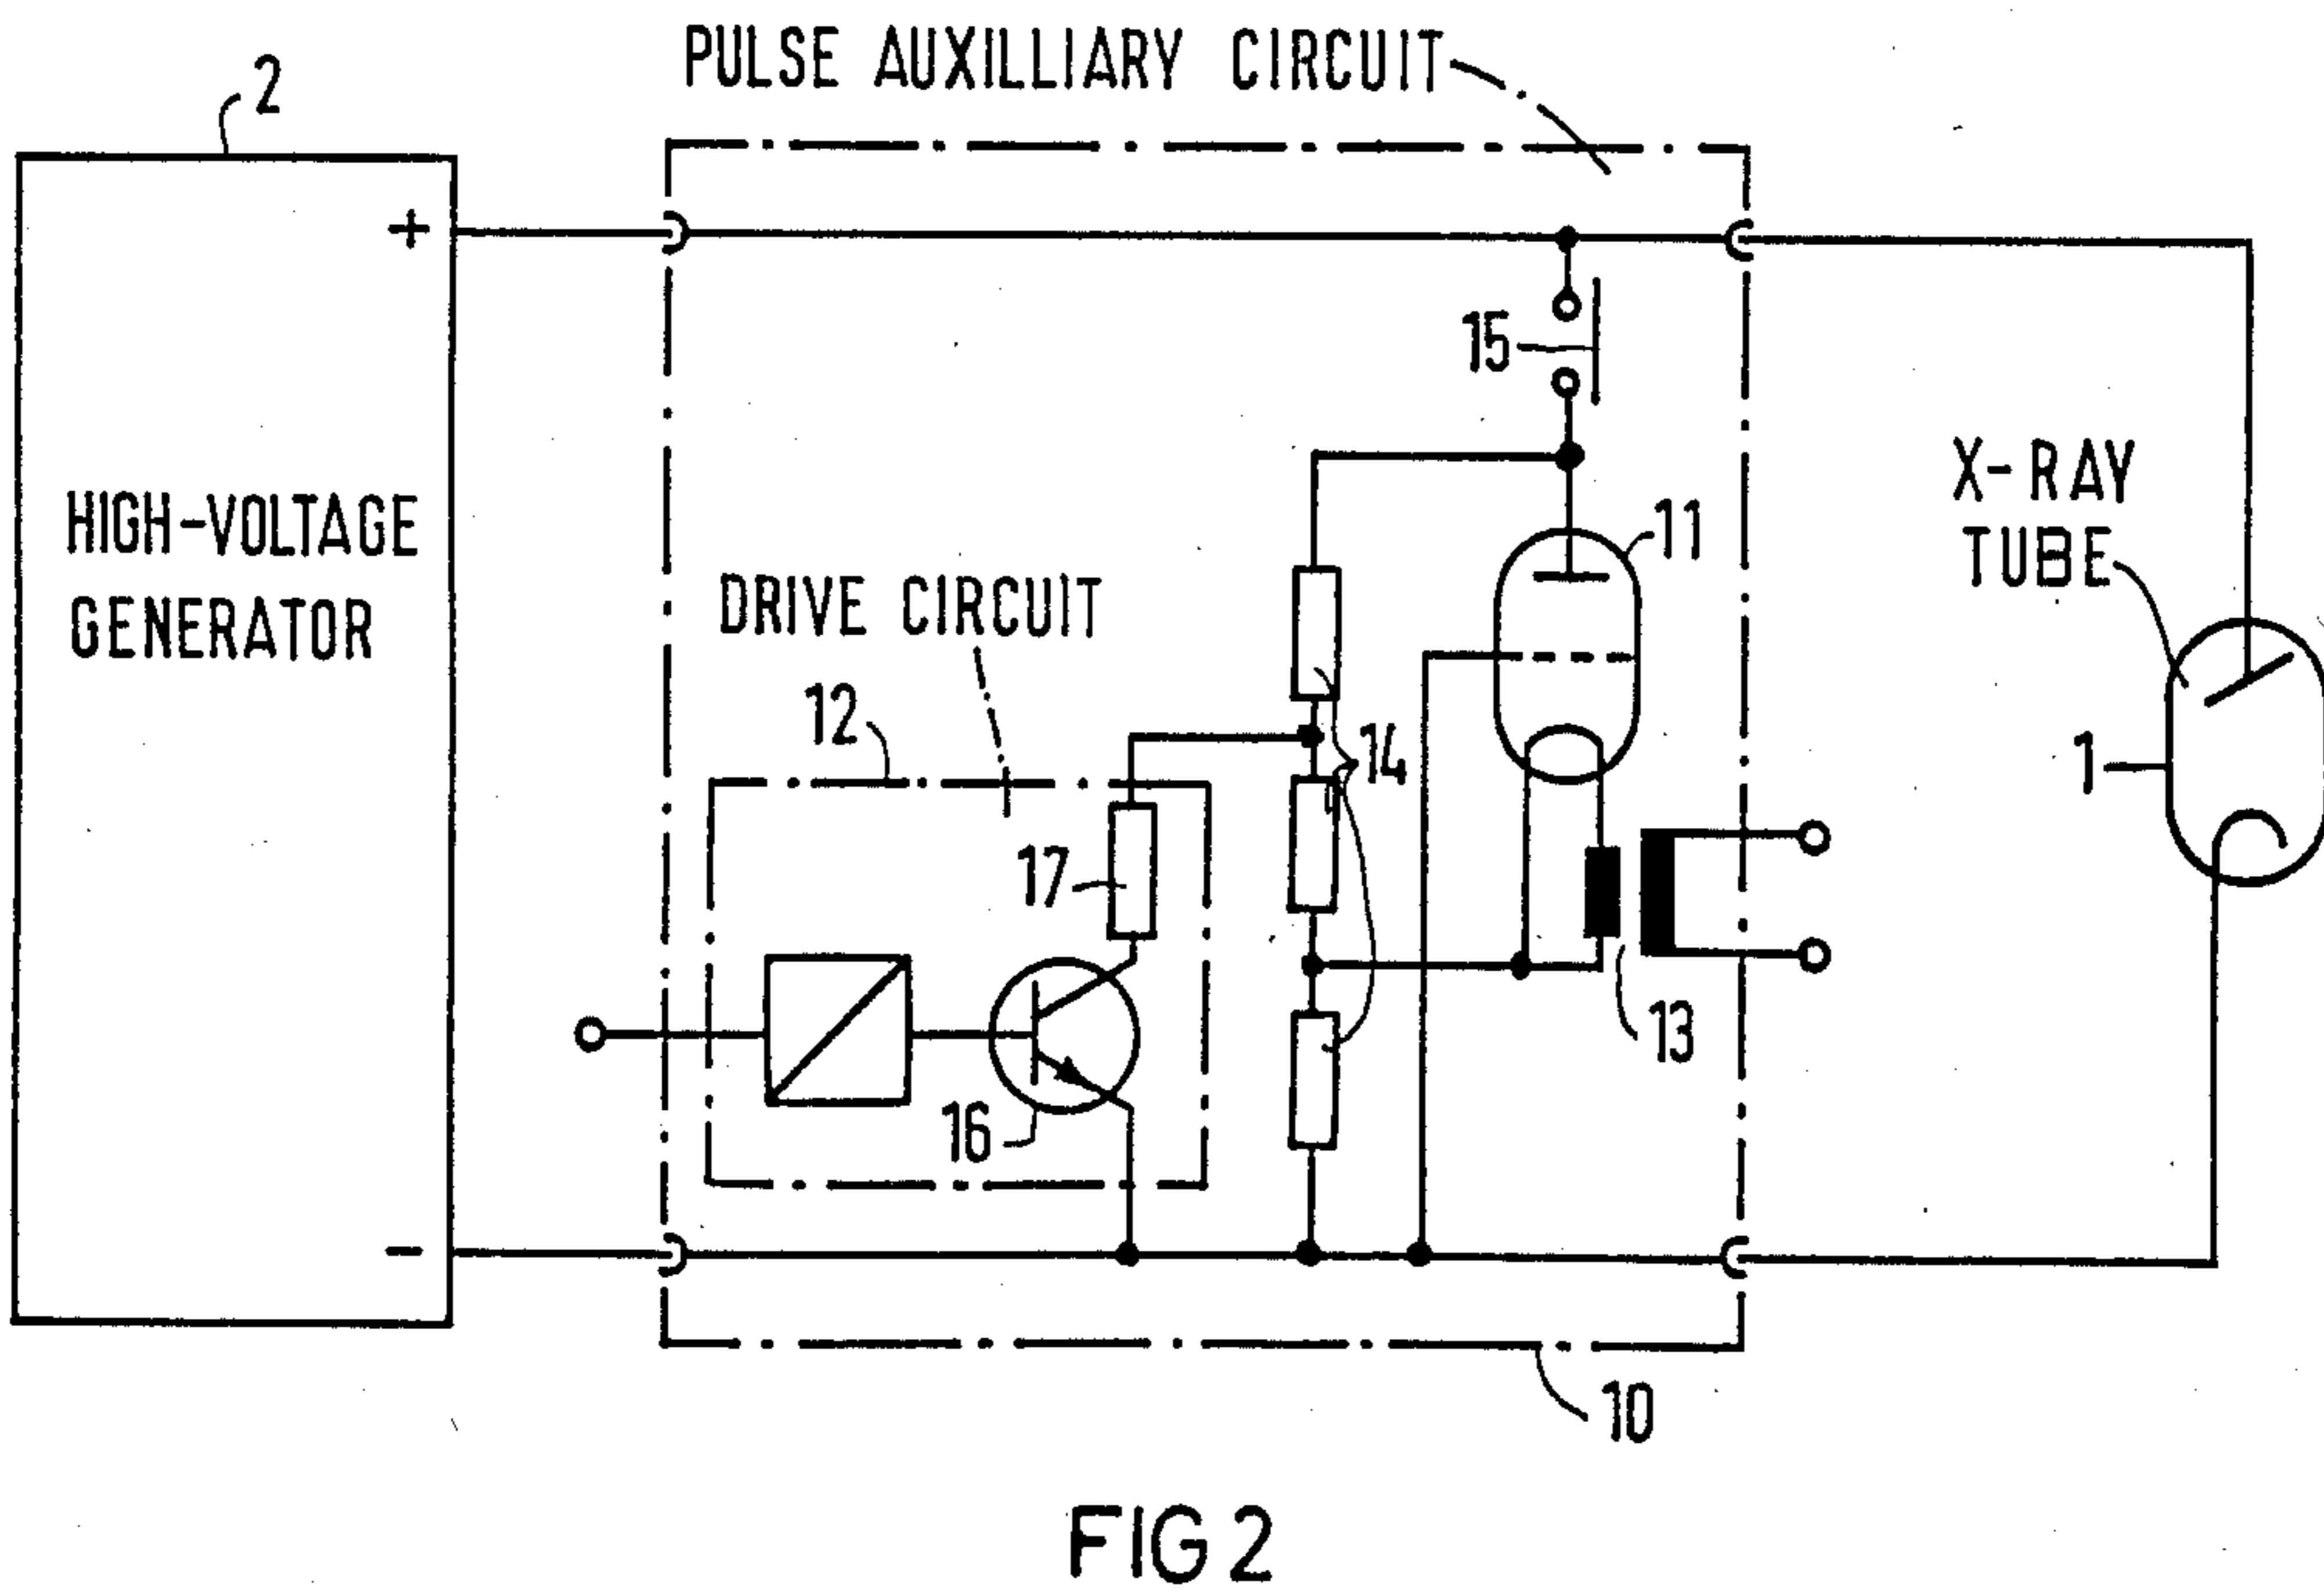 PULSE AUXILLIARY CIRCUIT
2
+
15
HIGH-VOLTAGE
GENERATOR
X-RAY
TUBE
11
DRIVE CIRCUIT
12
14
1
17
13
16
-
10
FIG 2